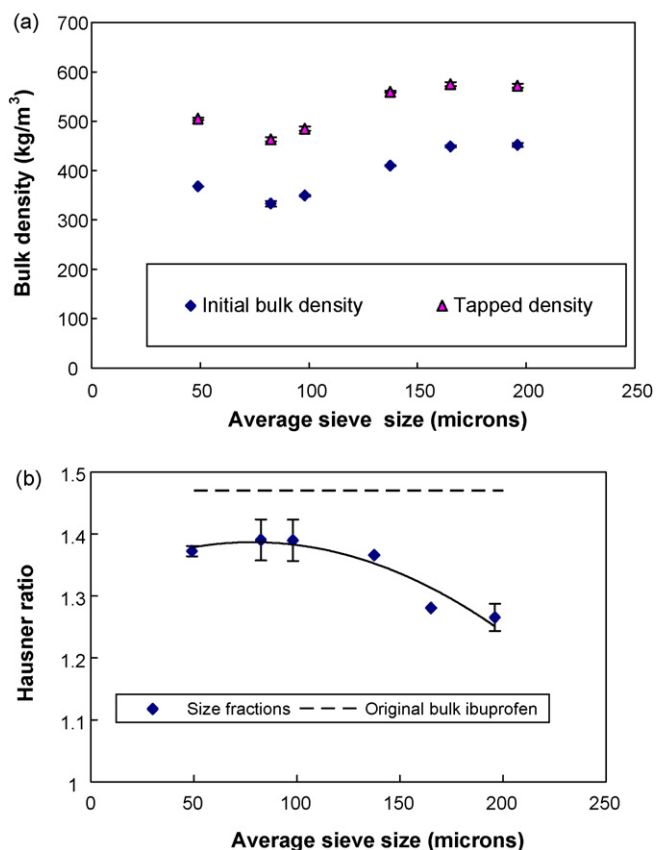 (a)
700
600
500
400
300
200
100
0
Bulk density (kg/m³)
Initial bulk density
Tapped density
0 50 100 150 200 250
Average sieve size (microns)
(b)
1.5
1.4
1.3
1.2
1.1
1
Hausner ratio
Size fractions
Original bulk ibuprofen
0 50 100 150 200 250
Average sieve size (microns)